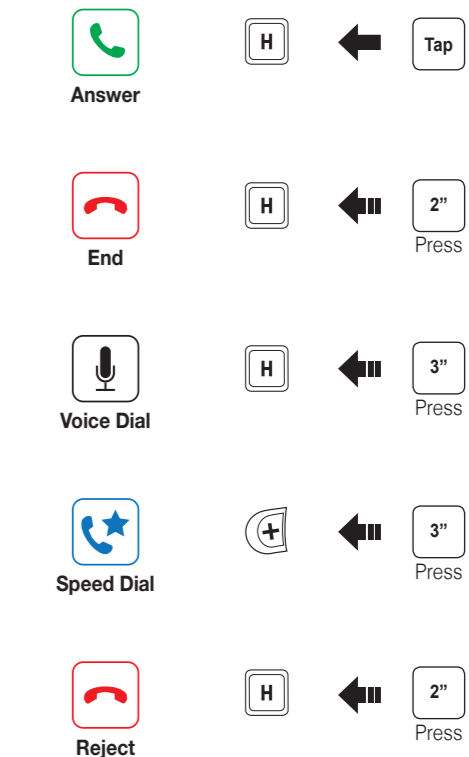 H Tap
Answer
H 2”
End Press
H 3”
Voice Dial Press
+ 3”
Speed Dial Press
H 2”
Reject Press